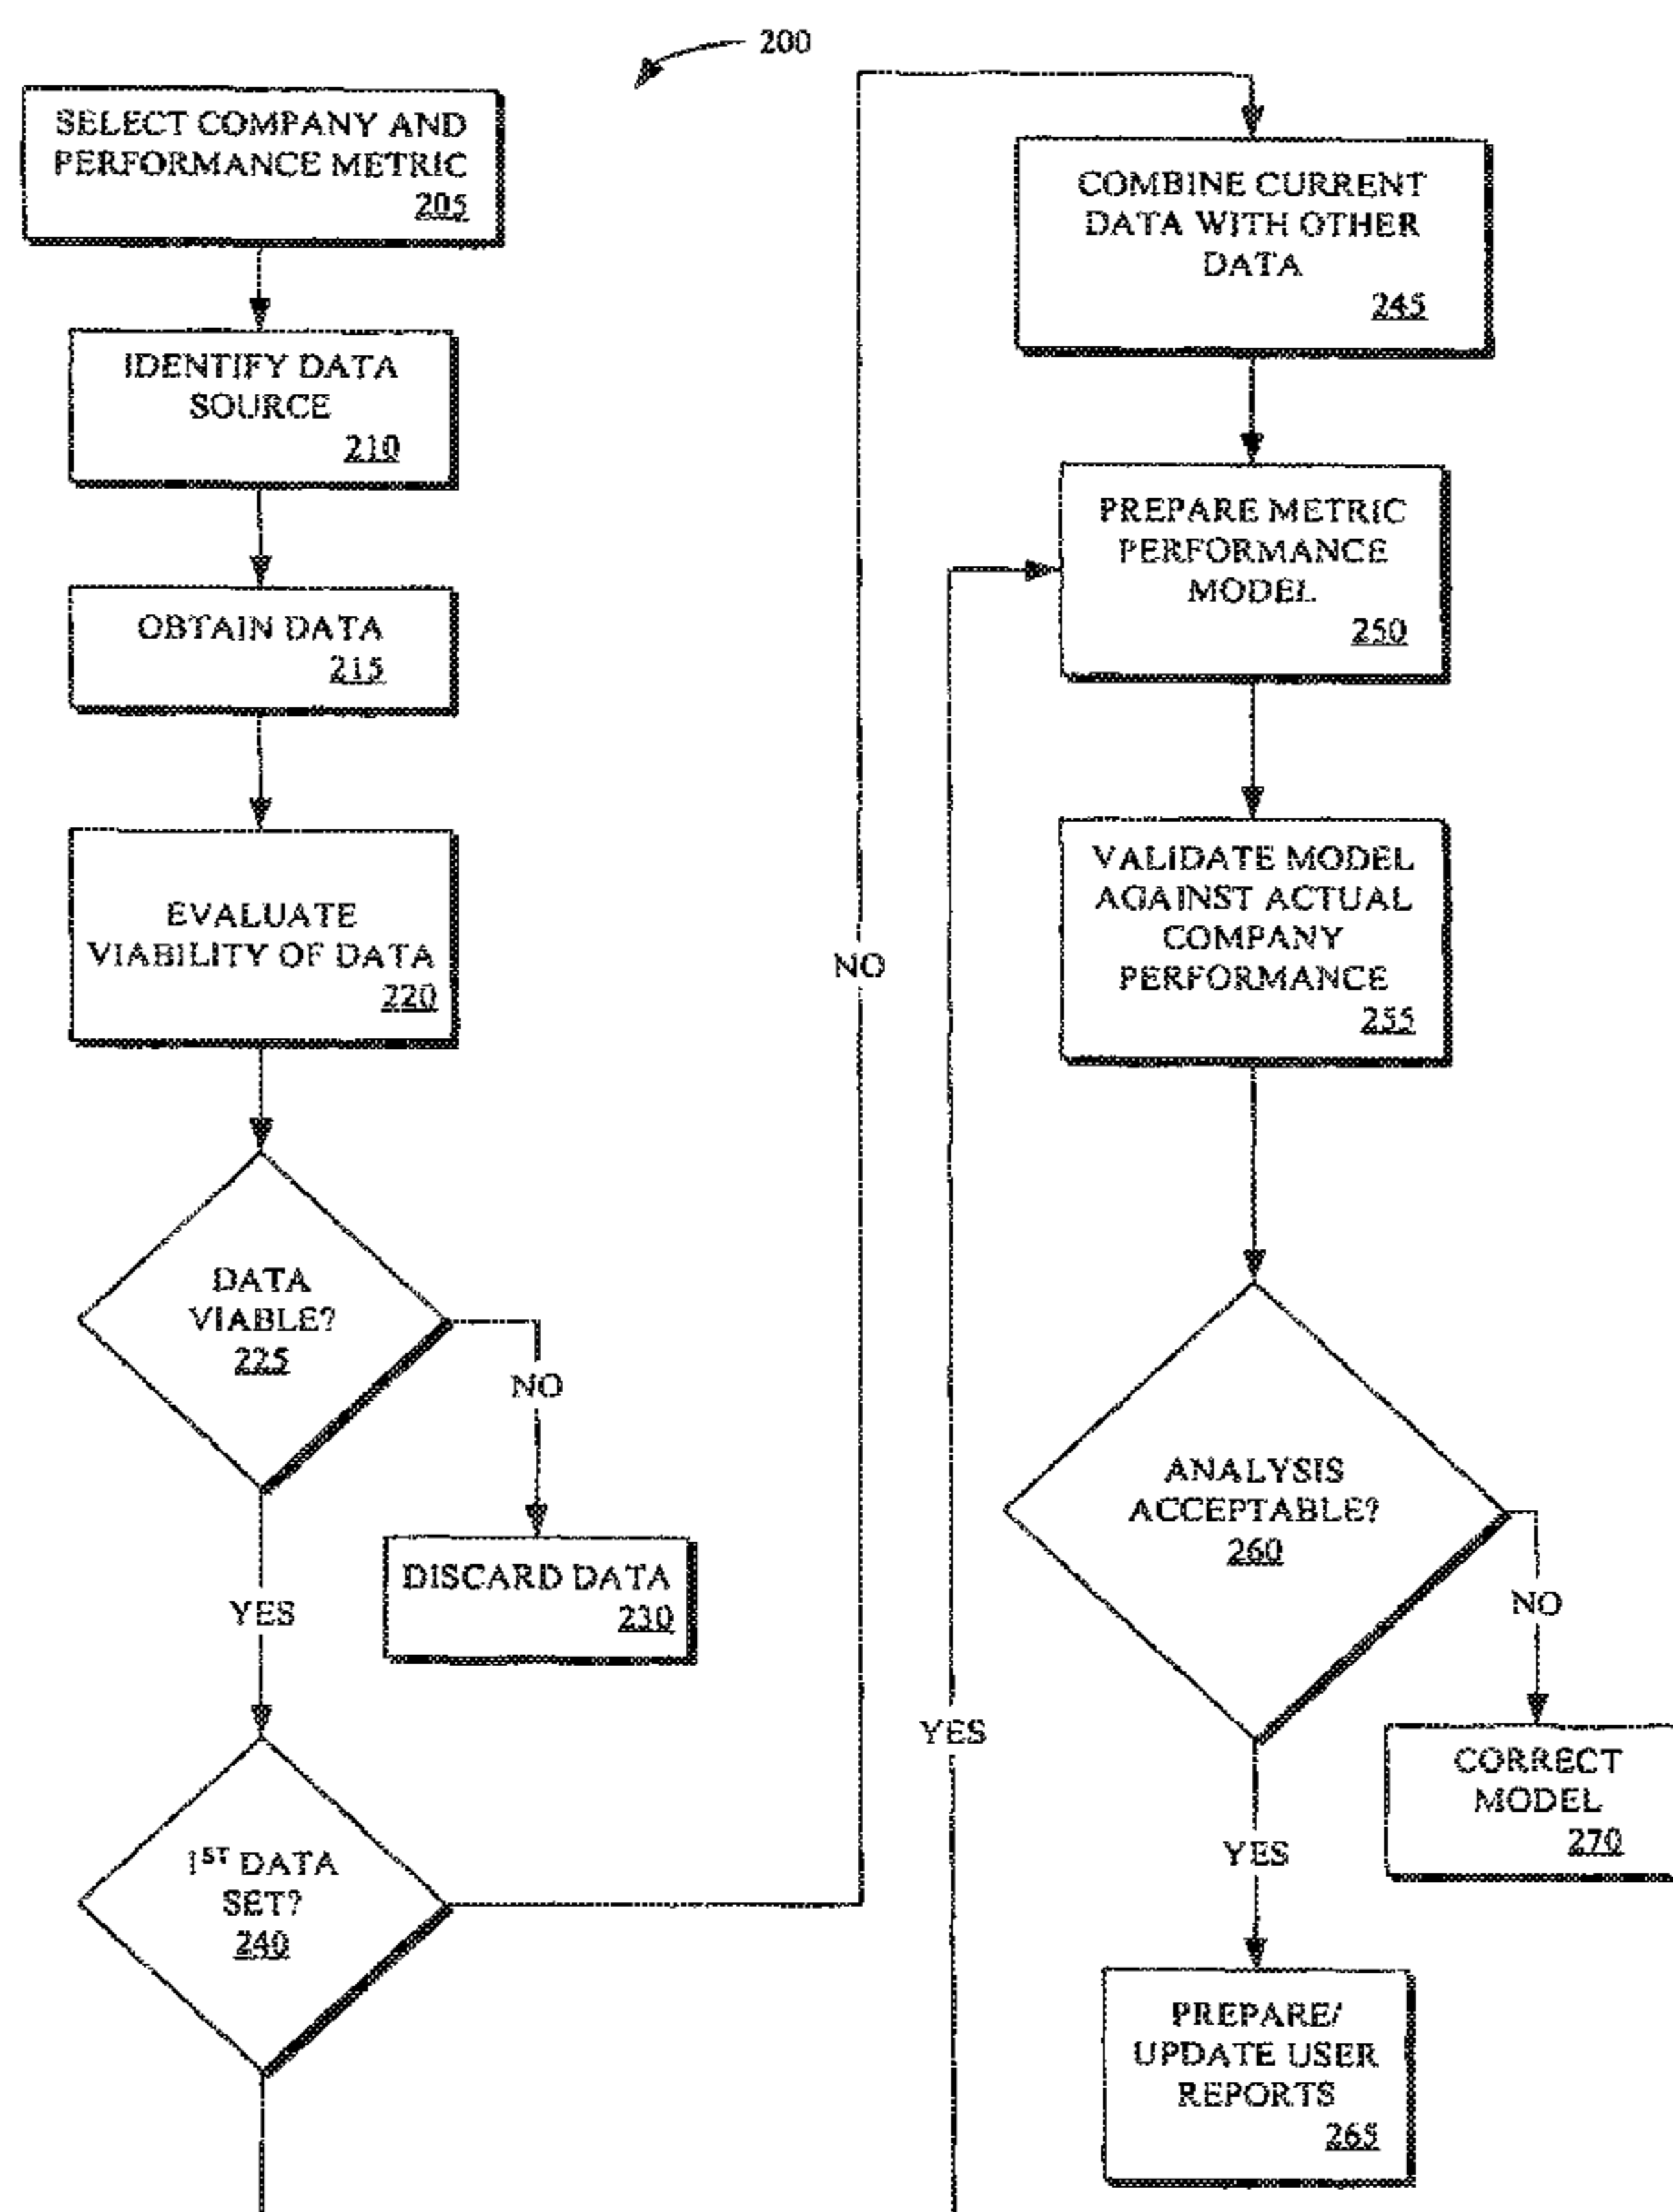 200
SELECT COMPANY AND
PERFORMANCE METRIC
205
IDENTIFY DATA
SOURCE
210
OBTAIN DATA
215
EVALUATE
VIABILITY OF DATA
220
DATA
VIABLE?
225
NO
DISCARD DATA
230
YES
1ST DATA
SET?
240
NO
YES
COMBINE CURRENT
DATA WITH OTHER
DATA
245
PREPARE METRIC
PERFORMANCE
MODEL
250
VALIDATE MODEL
AGAINST ACTUAL
COMPANY
PERFORMANCE
255
ANALYSIS
ACCEPTABLE?
260
NO
CORRECT
MODEL
270
YES
PREPARE/
UPDATE USER
REPORTS
265